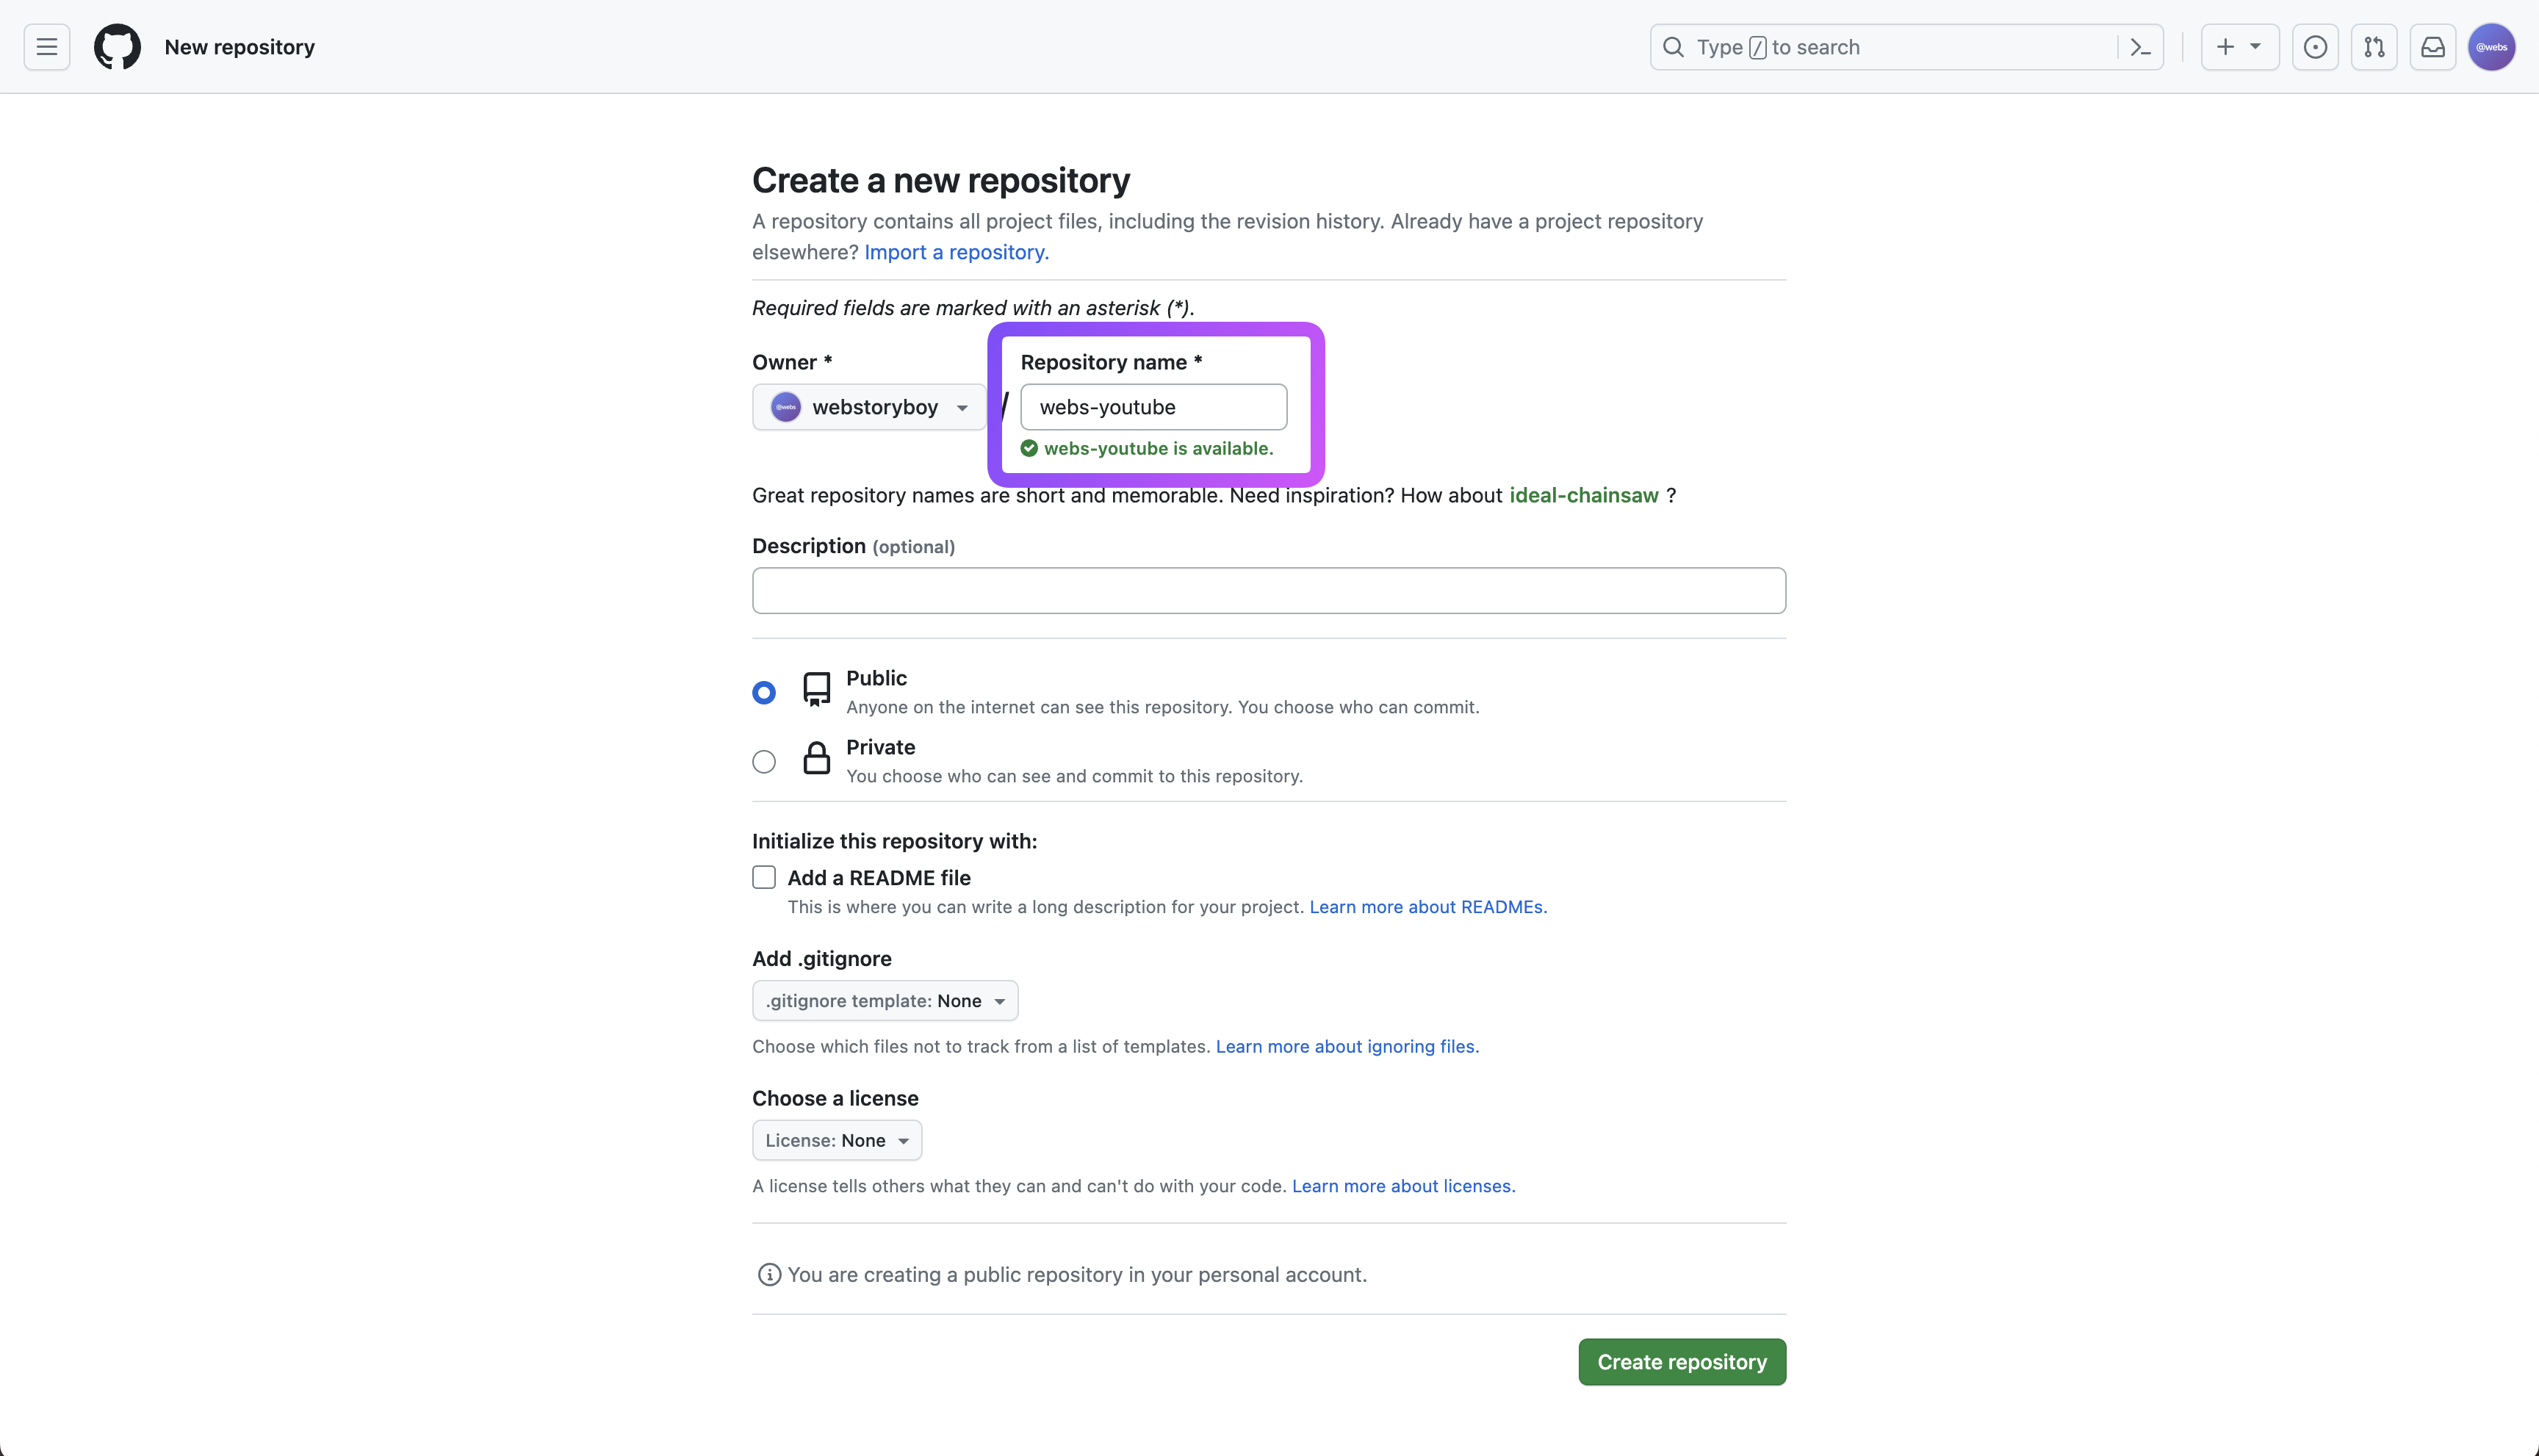 New repository
Type / to search
@webs
Create a new repository
A repository contains all project files, including the revision history. Already have a project repository
elsewhere? Import a repository.
Required fields are marked with an asterisk (*).
Owner *
Repository name *
@webs webstoryboy
/
webs-youtube
webs-youtube is available.
Great repository names are short and memorable. Need inspiration? How about ideal-chainsaw ?
Description (optional)
Public
Anyone on the internet can see this repository. You choose who can commit.
Private
You choose who can see and commit to this repository.
Initialize this repository with:
Add a README file
This is where you can write a long description for your project. Learn more about READMEs.
Add .gitignore
.gitignore template: None
Choose which files not to track from a list of templates. Learn more about ignoring files.
Choose a license
License: None
A license tells others what they can and can't do with your code. Learn more about licenses.
You are creating a public repository in your personal account.
Create repository